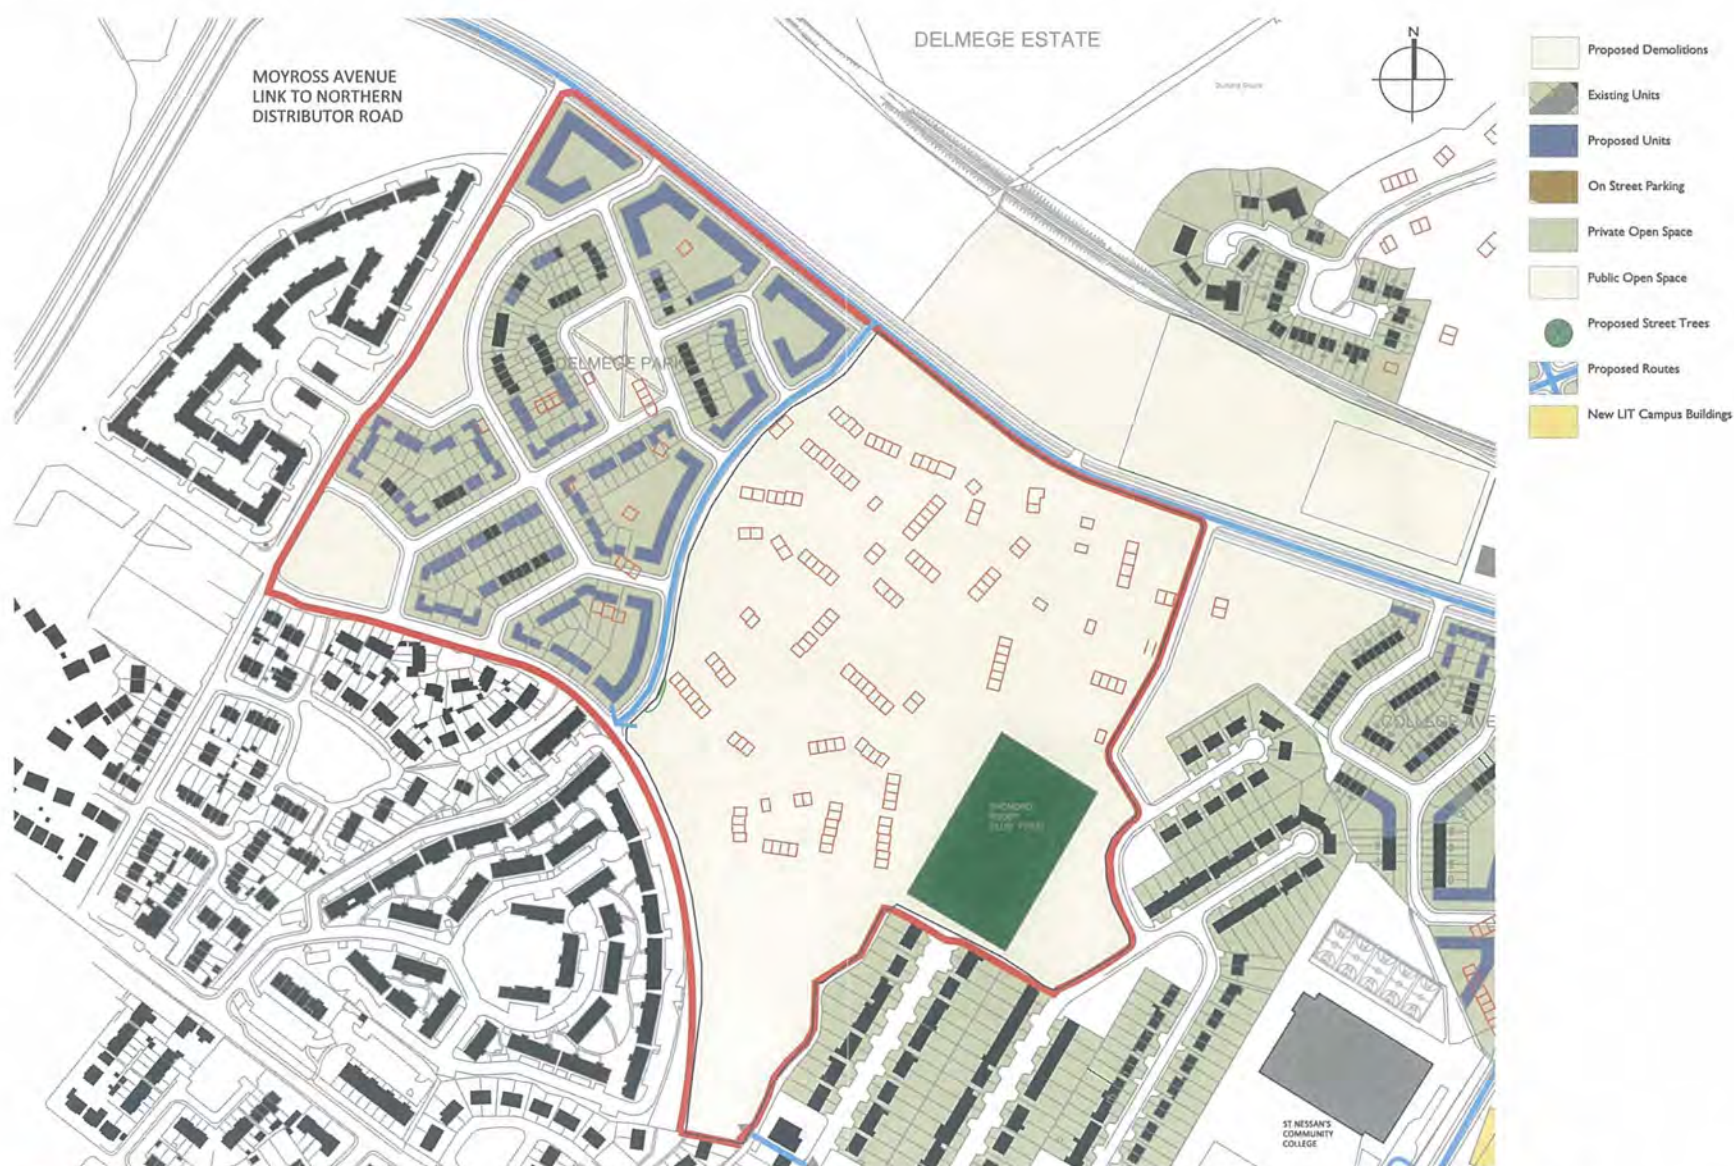 DELMEGE ESTATE
N
MOYROSS AVENUE
LINK TO NORTHERN
DISTRIBUTOR ROAD
DELMEGE PARK
COLLEGE AVE
ST NESSAN'S
COMMUNITY
COLLEGE
Proposed Demolitions
Existing Units
Proposed Units
On Street Parking
Private Open Space
Public Open Space
Proposed Street Trees
Proposed Routes
New LIT Campus Buildings